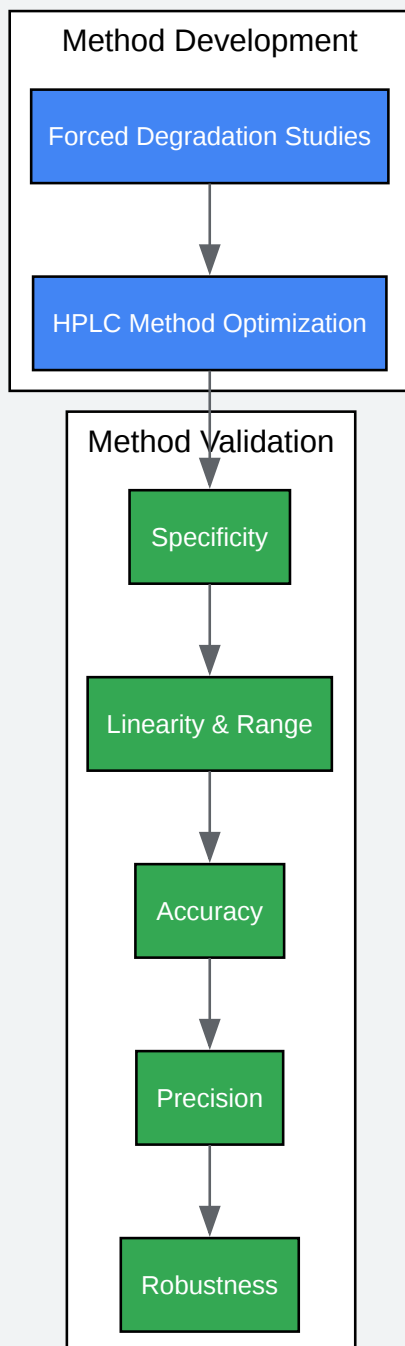 Method Development
Forced Degradation Studies
HPLC Method Optimization
Method Validation
Specificity
Linearity & Range
Accuracy
Precision
Robustness